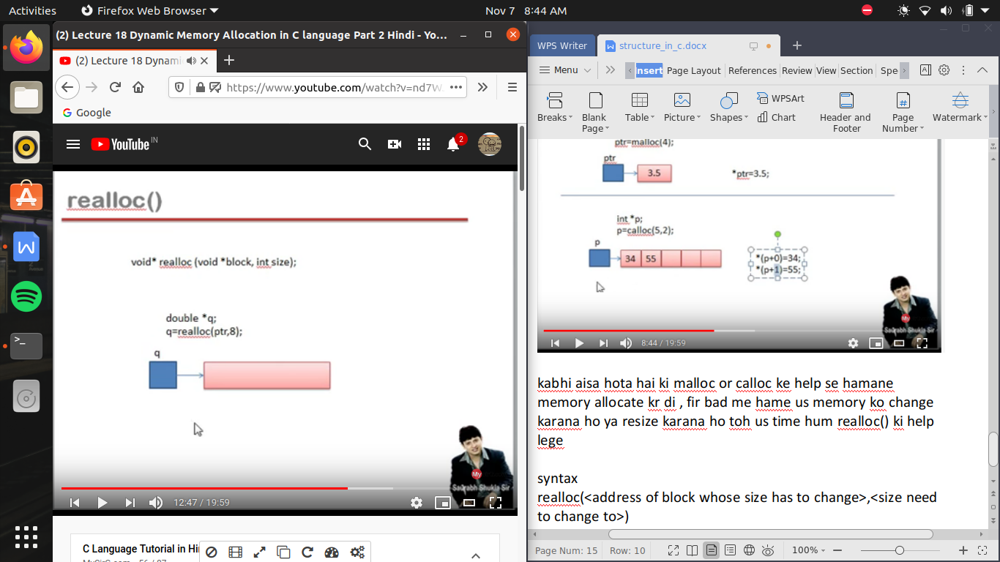 Activities
Firefox Web Browser
Nov 7 8:44 AM
(2) Lecture 18 Dynamic Memory Allocation in C language Part 2 Hindi - Yo...
(2) Lecture 18 Dynami
https://www.youtube.com/watch?v=nd7W
Google
YouTube IN
2
realloc()
void* realloc (void *block, int size);
double *q;
q=realloc(ptr,8);
q
My
Saurabh Shukla Sir
12:47 / 19:59
C Language Tutorial in Hi
WPS Writer
structure_in_c.docx
Menu
Insert
Page Layout
References
Review
View
Section
Spe
Breaks
Blank Page
Table
Picture
Shapes
WPSArt
Chart
Header and Footer
Page Number
Watermark
ptr=malloc(4);
ptr
3.5
*ptr=3.5;
int *p;
p=calloc(5,2);
p
34 55
*(p+0)=34;
*(p+1)=55;
My
Saurabh Shukla Sir
8:44 / 19:59
kabhi aisa hota hai ki malloc or calloc ke help se hamane
memory allocate kr di , fir bad me hame us memory ko change
karana ho ya resize karana ho toh us time hum realloc() ki help
lege
syntax
realloc(<address of block whose size has to change>,<size need
to change to>)
Page Num: 15 Row: 10
100%